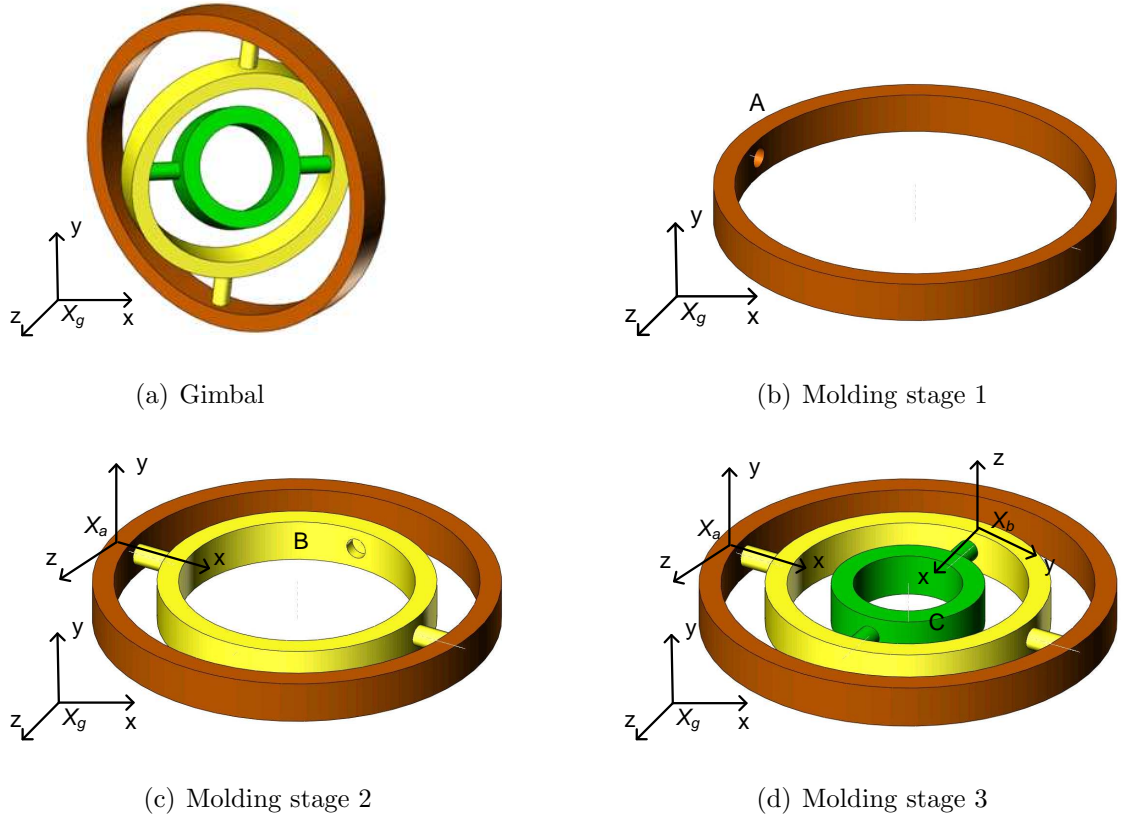 y
z
X_g
x
(a) Gimbal
A
y
z
X_g
x
(b) Molding stage 1
y
X_a
z
x
B
y
z
X_g
x
(c) Molding stage 2
y
X_a
z
x
z
X_b
y
x
C
y
z
X_g
x
(d) Molding stage 3